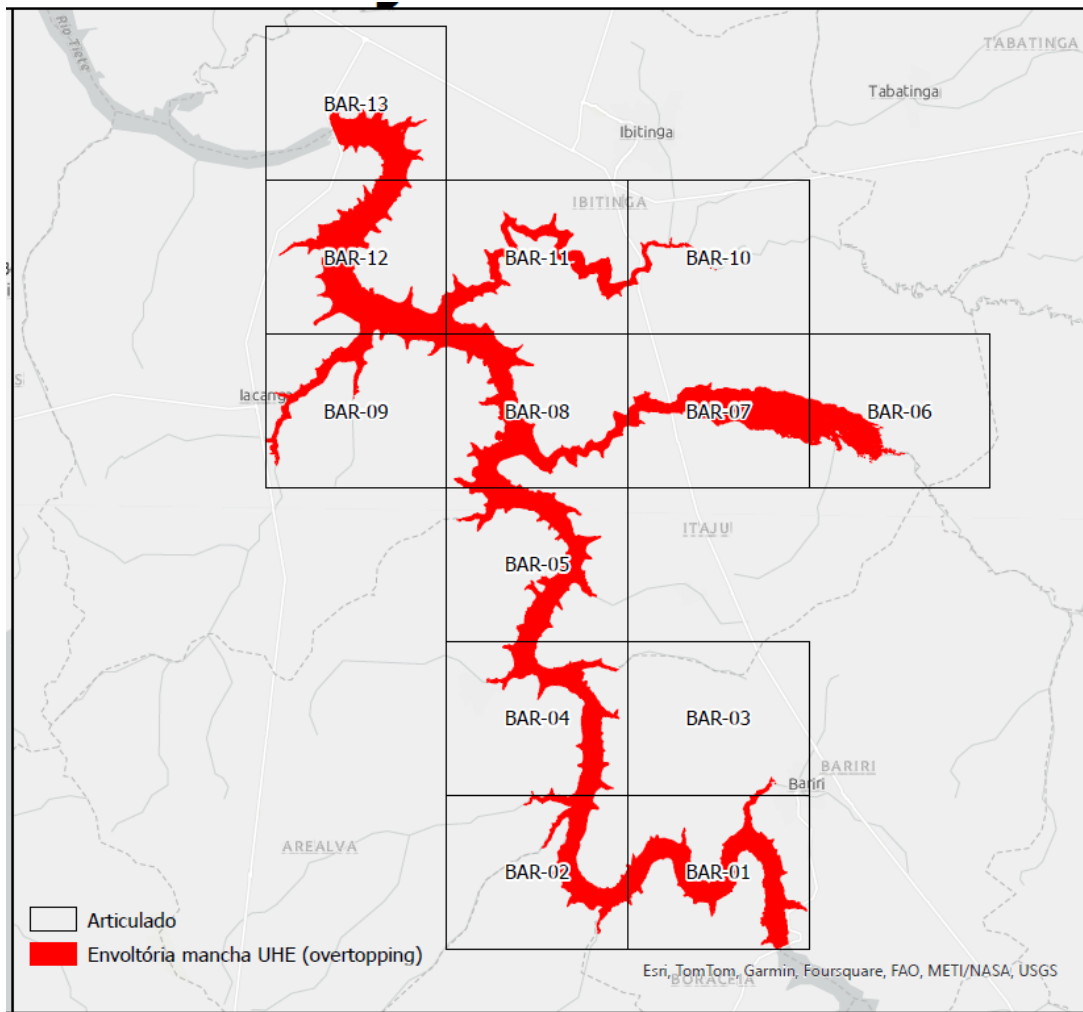 Rio Tietê
TABATINGA
Tabatinga
BAR-13
Ibitinga
IBITINGA
BAR-12
BAR-11
BAR-10
Iacanga
BAR-09
BAR-08
BAR-07
BAR-06
ITAJU
BAR-05
BAR-04
BAR-03
BARIRI
Bariri
AREALVA
BAR-02
BAR-01
Articulado
Envoltória mancha UHE (overtopping)
Esri, TomTom, Garmin, Foursquare, FAO, METI/NASA, USGS
BORACEIA